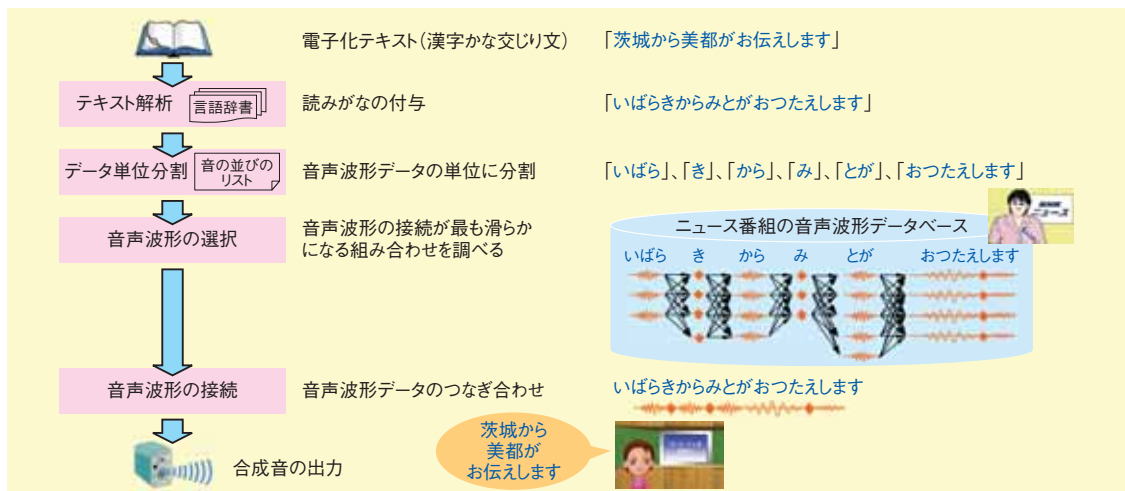 電子化テキスト(漢字かな交じり文)
「茨城から美都がお伝えします」
テキスト解析
言語辞書
読みがなの付与
「いばらきからみとがおつたえします」
データ単位分割
音の並びの
リスト
音声波形データの単位に分割
「いばら」、「き」、「から」、「み」、「とが」、「おつたえします」
音声波形の選択
音声波形の接続が最も滑らか
になる組み合わせを調べる
ニュース番組の音声波形データベース
ニュース
いばら き から み とが おつたえします
音声波形の接続
音声波形データのつなぎ合わせ
いばらきからみとがおつたえします
茨城から
美都が
お伝えします
合成音の出力